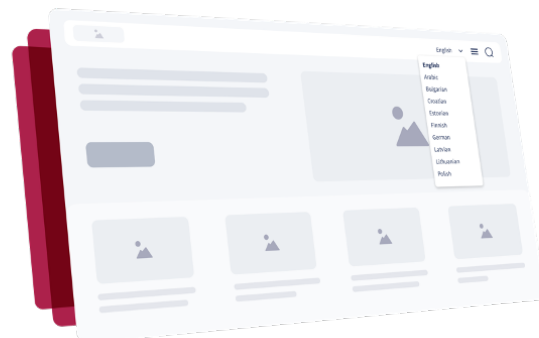 English
English
Arabic
Bulgarian
Croatian
Estonian
Finnish
German
Latvian
Lithuanian
Polish